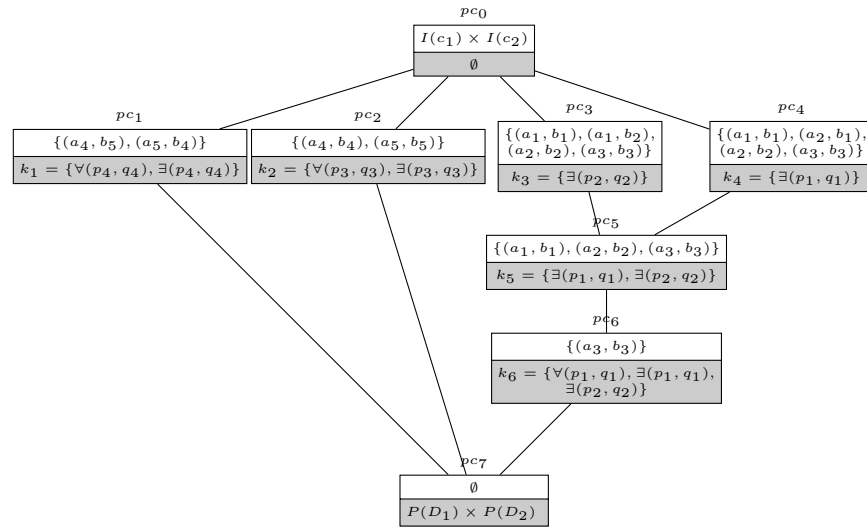 pc₀
I(c₁) × I(c₂)
∅
pc₁
{(a₄, b₅), (a₅, b₄)}
k₁ = {∀(p₄, q₄), ∃(p₄, q₄)}
pc₂
{(a₄, b₄), (a₅, b₅)}
k₂ = {∀(p₃, q₃), ∃(p₃, q₃)}
pc₃
{(a₁, b₁), (a₁, b₂),
(a₂, b₂), (a₃, b₃)}
k₃ = {∃(p₂, q₂)}
pc₄
{(a₁, b₁), (a₂, b₁),
(a₂, b₂), (a₃, b₃)}
k₄ = {∃(p₁, q₁)}
pc₅
{(a₁, b₁), (a₂, b₂), (a₃, b₃)}
k₅ = {∃(p₁, q₁), ∃(p₂, q₂)}
pc₆
{(a₃, b₃)}
k₆ = {∀(p₁, q₁), ∃(p₁, q₁),
∃(p₂, q₂)}
pc₇
∅
P(D₁) × P(D₂)